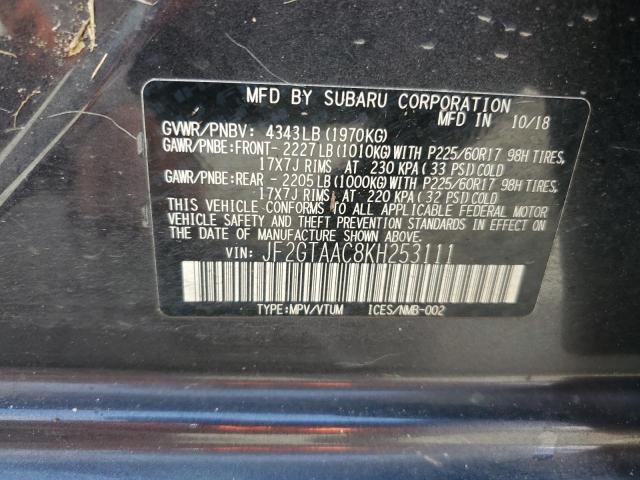 MFD BY SUBARU CORPORATION
MFD IN 10/18
GVWR/PNBV: 4343LB(1970KG)
GAWR/PNBE:FRONT-2227LB(1010KG)WITH P225/60R17 98H TIRES,
17X7J RIMS AT 230 KPA(33 PSI)COLD
GAWR/PNBE:REAR -2205LB(1000KG)WITH P225/60R17 98H TIRES,
17X7J RIMS AT 220 KPA(32 PSI)COLD
THIS VEHICLE CONFORMS TO ALL APPLICABLE FEDERAL MOTOR
VEHICLE SAFETY AND THEFT PREVENTION STANDARDS IN EFFECT
ON THE DATE OF MANUFACTURE SHOWN ABOVE.
VIN: JF2GTAAC8KH253111
TYPE:MPV/VTUM ICES/NMB-002